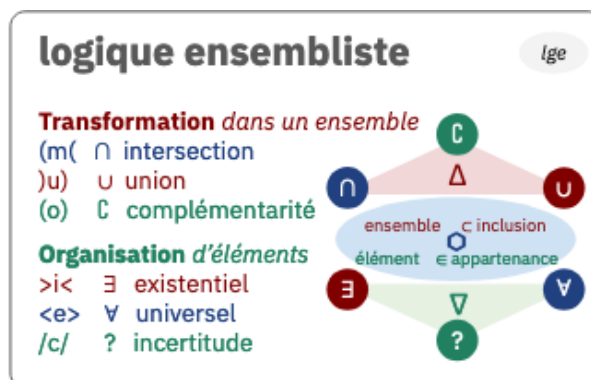 logique ensembliste
lge
Transformation dans un ensemble
(m( ∩ intersection
)u) ∪ union
(o) ∁ complémentarité
Organisation d'éléments
>i< ∃ existentiel
<e> ∀ universel
/c/ ? incertitude
∁
∩ Δ ∪
ensemble ⊂ inclusion
élément ∈ appartenance
∃ ∇ ∀
?